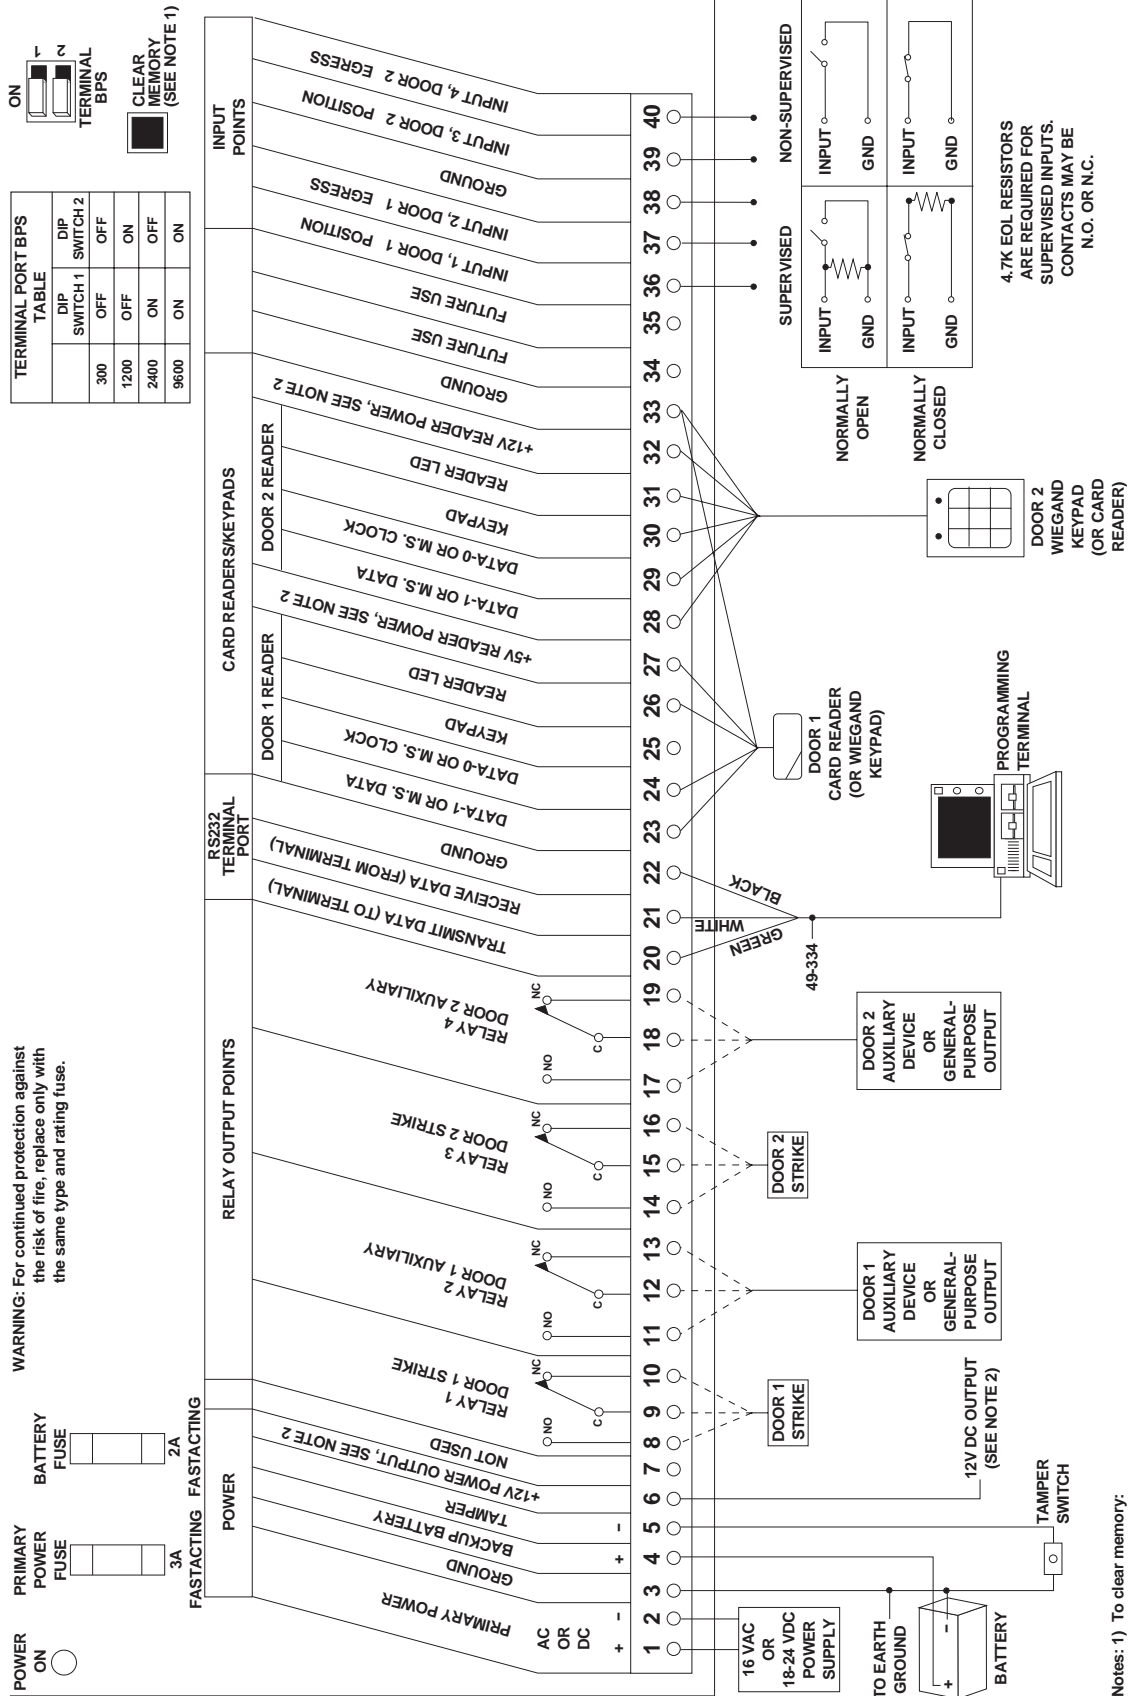 POWER
ON
PRIMARY
POWER
FUSE
3A
FASTACTING
BATTERY
FUSE
2A
FASTACTING
WARNING: For continued protection against
the risk of fire, replace only with
the same type and rating fuse.
TERMINAL PORT BPS
TABLE
DIP
SWITCH 1
DIP
SWITCH 2
300 OFF OFF
1200 OFF ON
2400 ON OFF
9600 ON ON
ON
1
2
TERMINAL
BPS
CLEAR
MEMORY
(SEE NOTE 1)
POWER
RELAY OUTPUT POINTS
RS232
TERMINAL
PORT
CARD READERS/KEYPADS
DOOR 1 READER
DOOR 2 READER
INPUT
POINTS
PRIMARY POWER
GROUND
BACKUP BATTERY
TAMPER
+12V POWER OUTPUT, SEE NOTE 2
NOT USED
RELAY 1
DOOR 1 STRIKE
RELAY 2
DOOR 1 AUXILIARY
RELAY 3
DOOR 2 STRIKE
RELAY 4
DOOR 2 AUXILIARY
TRANSMIT DATA (TO TERMINAL)
RECEIVE DATA (FROM TERMINAL)
GROUND
DATA-1 OR M.S. DATA
DATA-0 OR M.S. CLOCK
KEYPAD
READER LED
+5V READER POWER, SEE NOTE 2
DATA-1 OR M.S. DATA
DATA-0 OR M.S. CLOCK
KEYPAD
READER LED
+12V READER POWER, SEE NOTE 2
GROUND
FUTURE USE
FUTURE USE
INPUT, 1, DOOR 1 POSITION
INPUT, 2, DOOR 1 EGRESS
GROUND
INPUT, 3, DOOR 2 POSITION
INPUT, 4, DOOR 2 EGRESS
AC
OR
DC
+ - + -
NO C NC
NO C NC
NO C NC
NO C NC
1 2 3 4 5 6 7 8 9 10 11 12 13 14 15 16 17 18 19 20 21 22 23 24 25 26 27 28 29 30 31 32 33 34 35 36 37 38 39 40
16 VAC
OR
18-24 VDC
POWER
SUPPLY
TO EARTH
GROUND
+ -
BATTERY
TAMPER
SWITCH
12V DC OUTPUT
(SEE NOTE 2)
DOOR 1
STRIKE
DOOR 1
AUXILIARY
DEVICE
OR
GENERAL-
PURPOSE
OUTPUT
DOOR 2
STRIKE
DOOR 2
AUXILIARY
DEVICE
OR
GENERAL-
PURPOSE
OUTPUT
GREEN
WHITE
BLACK
49-334
PROGRAMMING
TERMINAL
DOOR 1
CARD READER
(OR WIEGAND
KEYPAD)
DOOR 2
WIEGAND
KEYPAD
(OR CARD
READER)
SUPERVISED
NON-SUPERVISED
NORMALLY
OPEN
INPUT
GND
INPUT
GND
NORMALLY
CLOSED
INPUT
GND
INPUT
GND
4.7K EOL RESISTORS
ARE REQUIRED FOR
SUPERVISED INPUTS.
CONTACTS MAY BE
N.O. OR N.C.
Notes: 1) To clear memory: